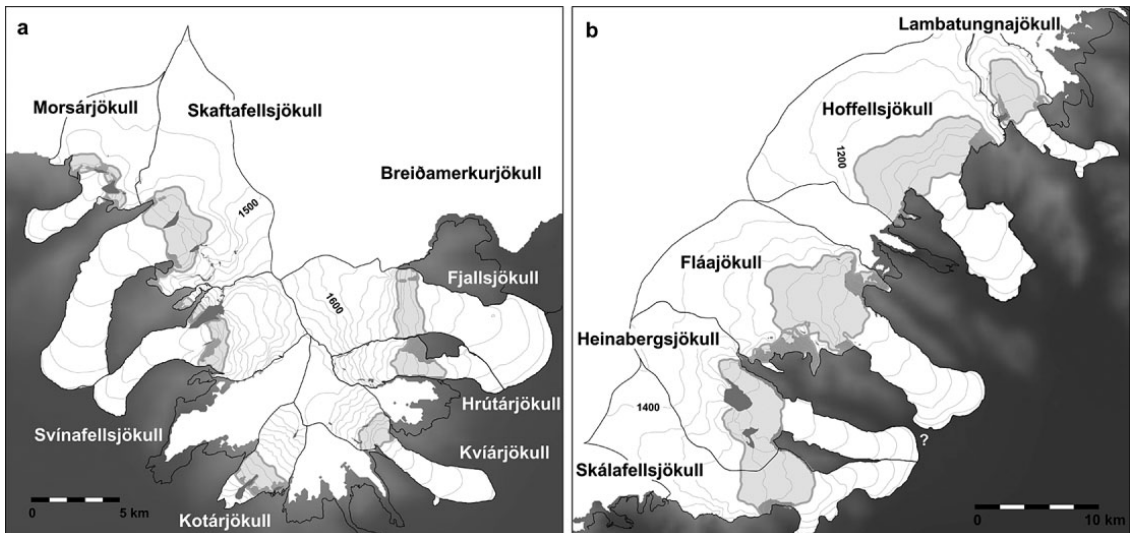 a
Morsárjökull
Skaftafellsjökull
Breiðamerkurjökull
1500
Fjallsjökull
1600
Hrútárjökull
Svínafellsjökull
Kvíárjökull
Kotárjökull
0 5 km
b
Lambatungnajökull
Hoffellsjökull
1200
Fláajökull
Heinabergsjökull
1400
?
Skálafellsjökull
0 10 km